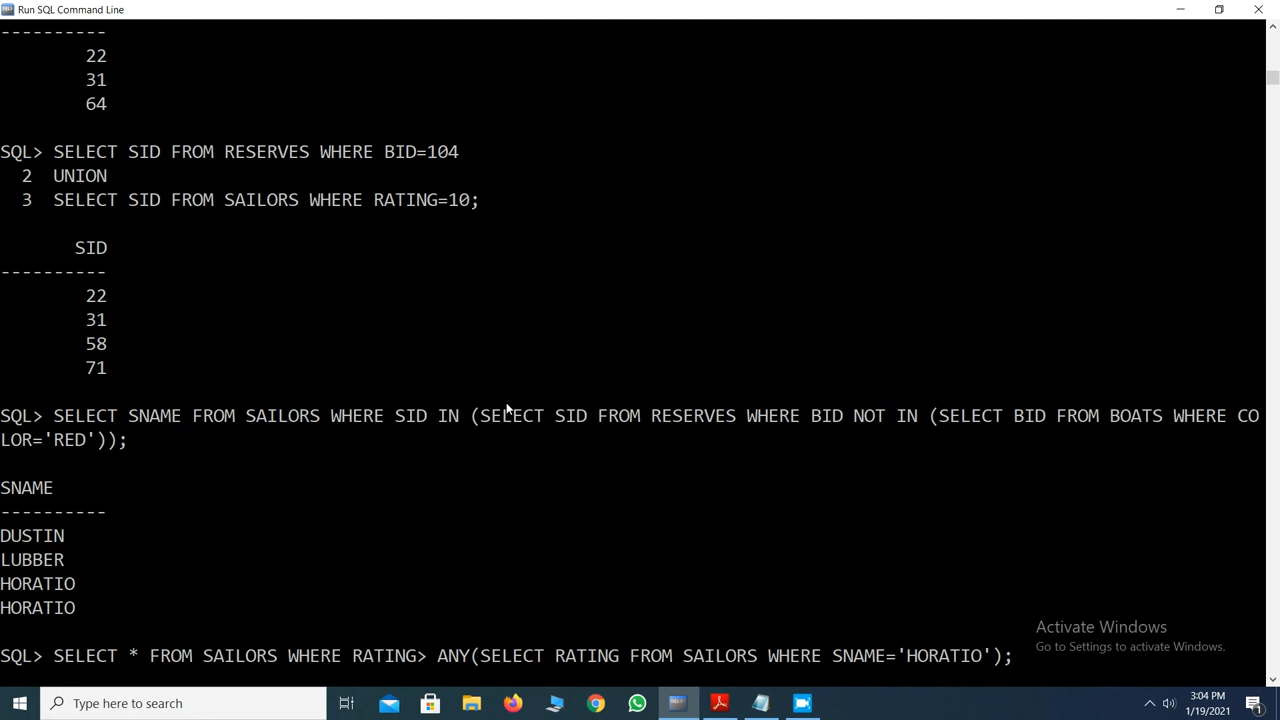 Run SQL Command Line
----------
22
31
64
SQL> SELECT SID FROM RESERVES WHERE BID=104
2 UNION
3 SELECT SID FROM SAILORS WHERE RATING=10;
SID
----------
22
31
58
71
SQL> SELECT SNAME FROM SAILORS WHERE SID IN (SELECT SID FROM RESERVES WHERE BID NOT IN (SELECT BID FROM BOATS WHERE CO
LOR='RED'));
SNAME
----------
DUSTIN
LUBBER
HORATIO
HORATIO
Activate Windows
Go to Settings to activate Windows.
SQL> SELECT * FROM SAILORS WHERE RATING> ANY(SELECT RATING FROM SAILORS WHERE SNAME='HORATIO');
Type here to search
3:04 PM
1/19/2021
1